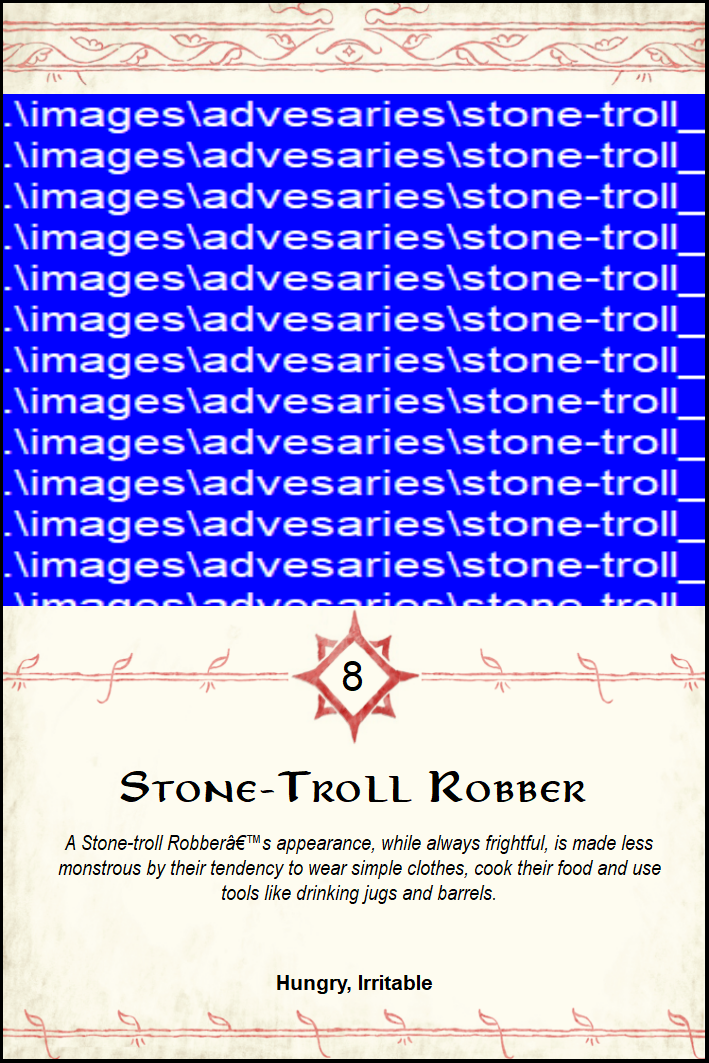 .\images\advesaries\stone-troll_
.\images\advesaries\stone-troll_
.\images\advesaries\stone-troll_
.\images\advesaries\stone-troll_
.\images\advesaries\stone-troll_
.\images\advesaries\stone-troll_
.\images\advesaries\stone-troll_
.\images\advesaries\stone-troll_
.\images\advesaries\stone-troll_
.\images\advesaries\stone-troll_
.\images\advesaries\stone-troll_
.\images\advesaries\stone-troll_
.\images\advesaries\stone-troll_
8
Stone-Troll Robber
A Stone-troll Robberâ€™s appearance, while always frightful, is made less
monstrous by their tendency to wear simple clothes, cook their food and use
tools like drinking jugs and barrels.
Hungry, Irritable